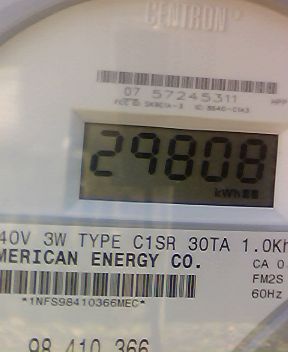 CENTRON®
07 57245311
29808
kWh
40V 3W TYPE C1SR 30TA 1.0Kh
MERICAN ENERGY CO.
CA 0.
FM2S
*1NFS98410366MEC*
60Hz
98 410 366